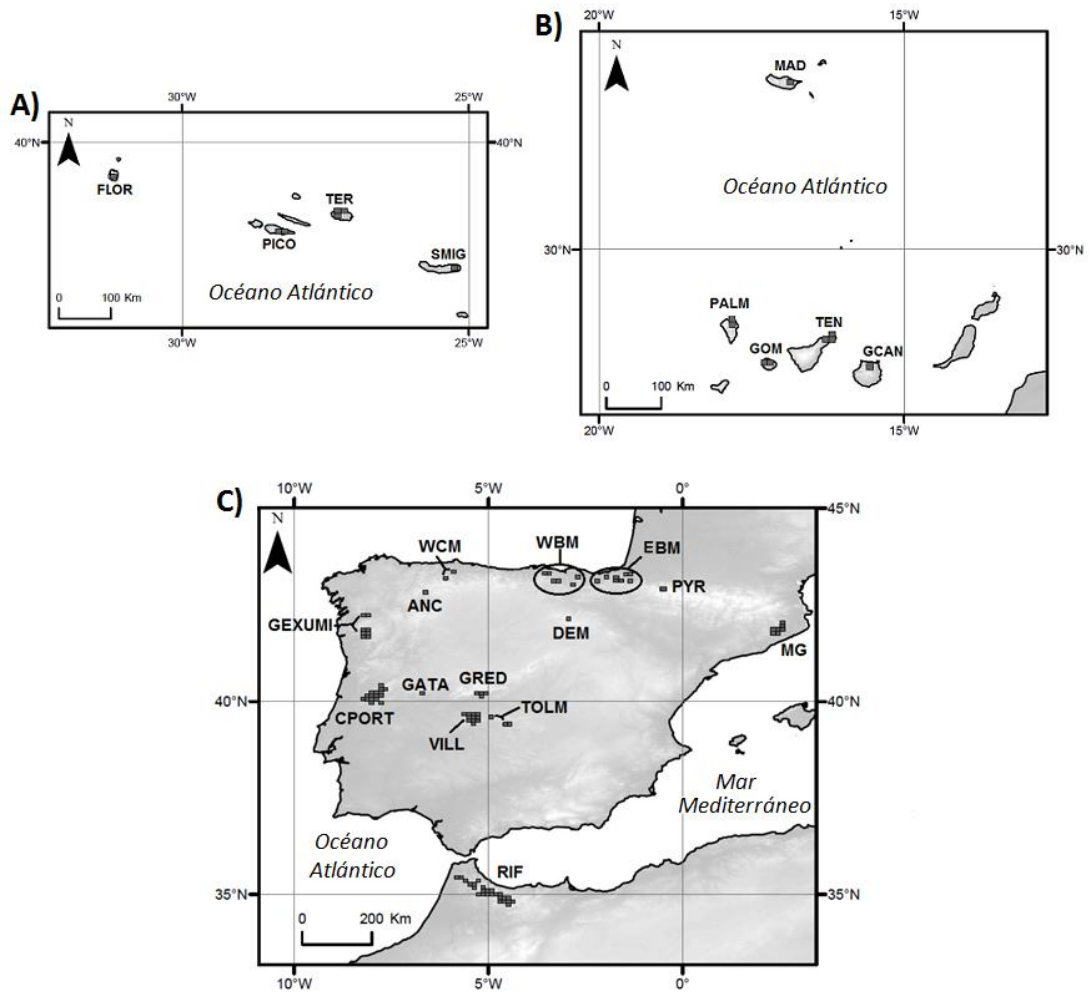 A)
30°W 25°W
40°N 40°N
N
FLOR
TER
PICO
SMIG
0 100 Km
Océano Atlántico
30°W 25°W
B)
20°W 15°W
N
MAD
Océano Atlántico
30°N 30°N
PALM
TEN
GOM
GCAN
0 100 Km
20°W 15°W
C)
10°W 5°W 0°
45°N
N
WCM WBM EBM
PYR
ANC
GEXUMI
DEM
MG
GATA GRED
40°N 40°N
TOLM
CPORT
VILL
Mar
Mediterráneo
Océano
Atlántico
RIF
35°N 35°N
0 200 Km
10°W 5°W 0°